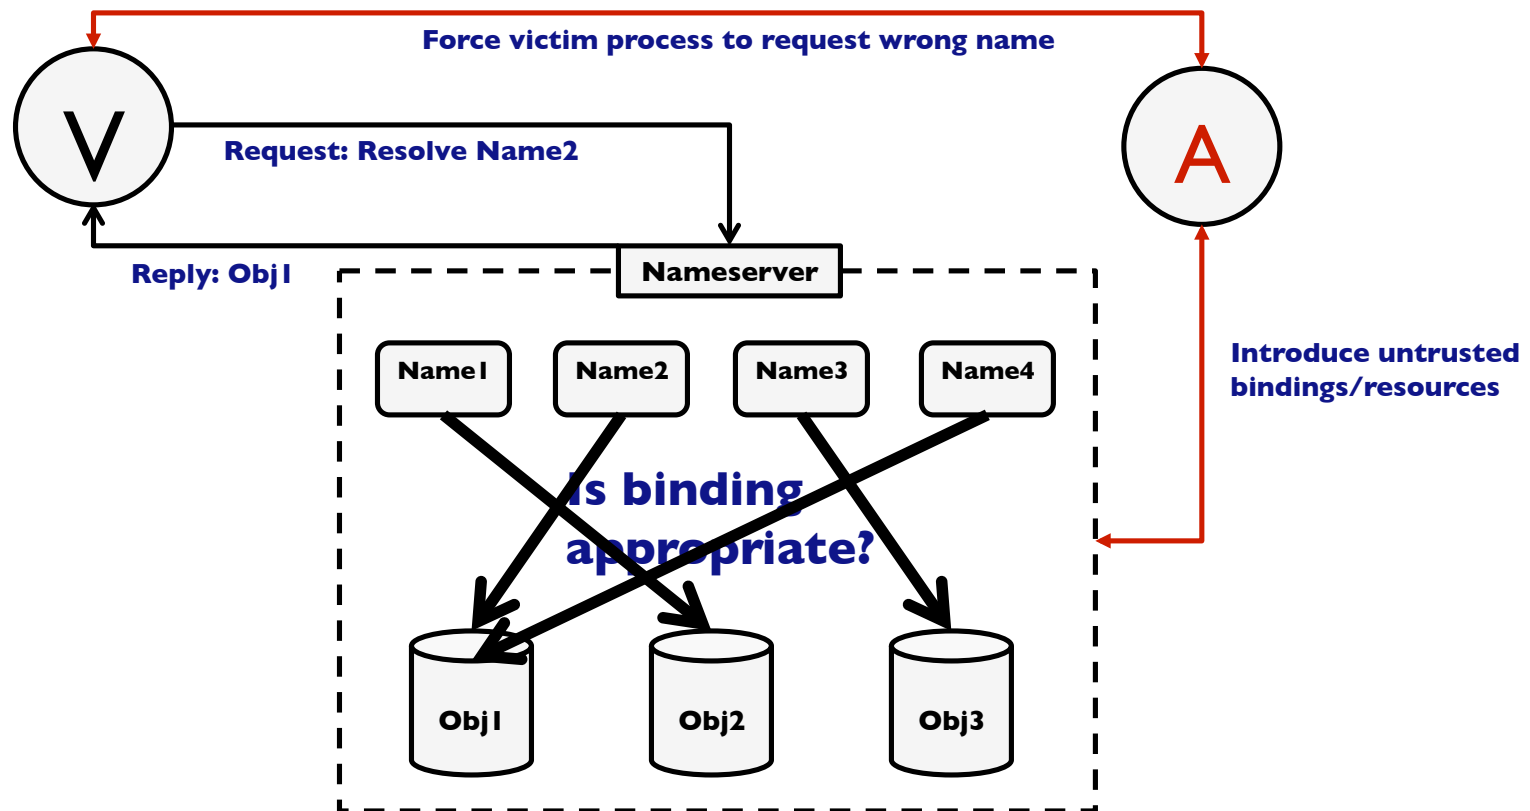 Force victim process to request wrong name
V
A
Request: Resolve Name2
Reply: Obj1
Nameserver
Introduce untrusted
bindings/resources
Name1
Name2
Name3
Name4
Is binding
appropriate?
Obj1
Obj2
Obj3